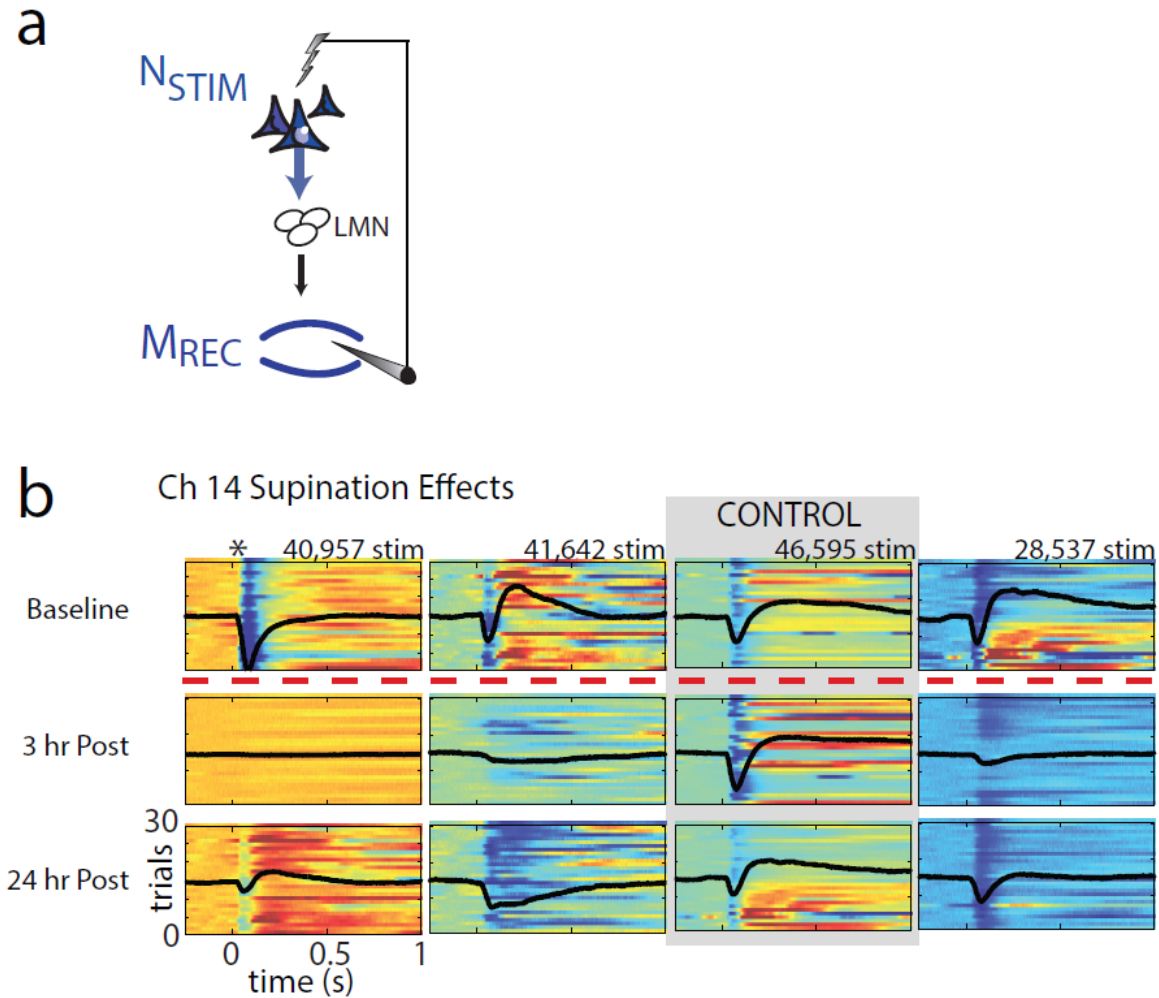 a
NSTIM
LMN
MREC
b
Ch 14 Supination Effects
CONTROL
* 40,957 stim 41,642 stim 46,595 stim 28,537 stim
Baseline
3 hr Post
24 hr Post
30
trials
0
0 0.5 1
time (s)